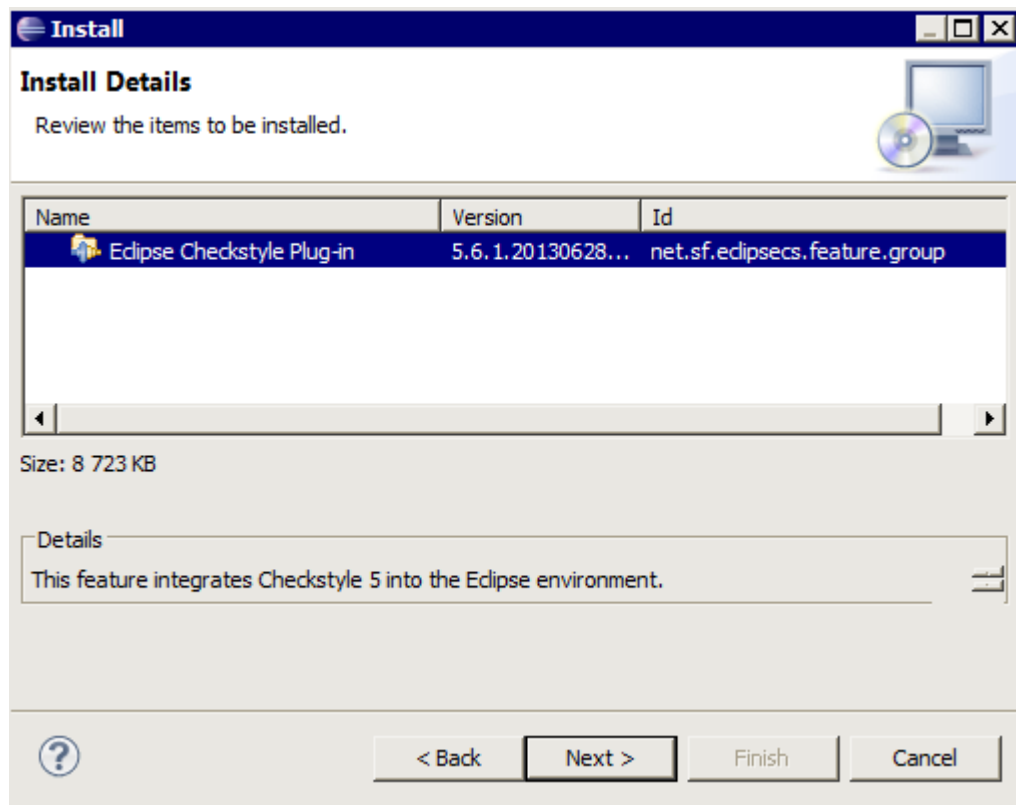 Install
Install Details
Review the items to be installed.
Name Version Id
Eclipse Checkstyle Plug-in 5.6.1.20130628... net.sf.eclipsecs.feature.group
Size: 8 723 KB
Details
This feature integrates Checkstyle 5 into the Eclipse environment.
? < Back Next > Finish Cancel